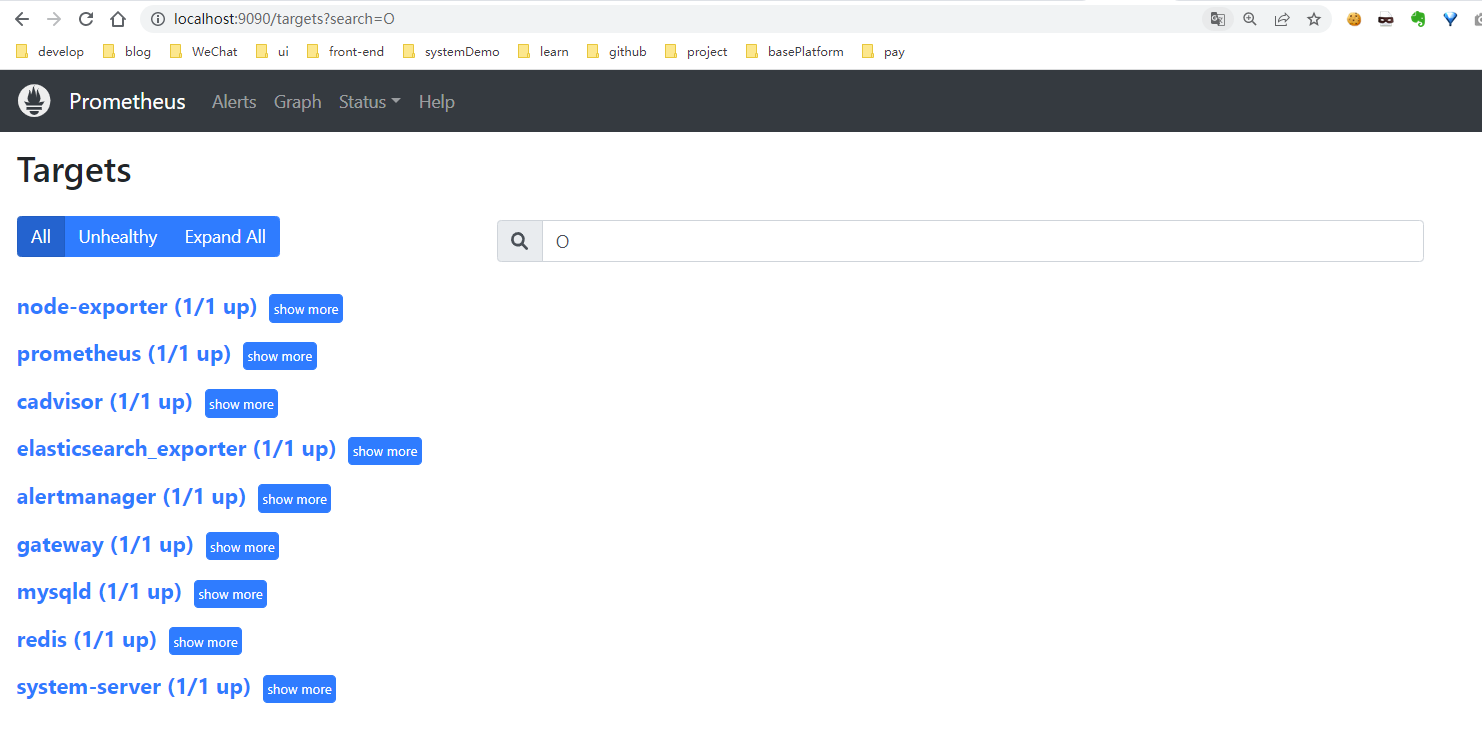 localhost:9090/targets?search=O
develop blog WeChat ui front-end systemDemo learn github project basePlatform pay
Prometheus Alerts Graph Status Help
Targets
All Unhealthy Expand All
O
node-exporter (1/1 up) show more
prometheus (1/1 up) show more
cadvisor (1/1 up) show more
elasticsearch_exporter (1/1 up) show more
alertmanager (1/1 up) show more
gateway (1/1 up) show more
mysqld (1/1 up) show more
redis (1/1 up) show more
system-server (1/1 up) show more